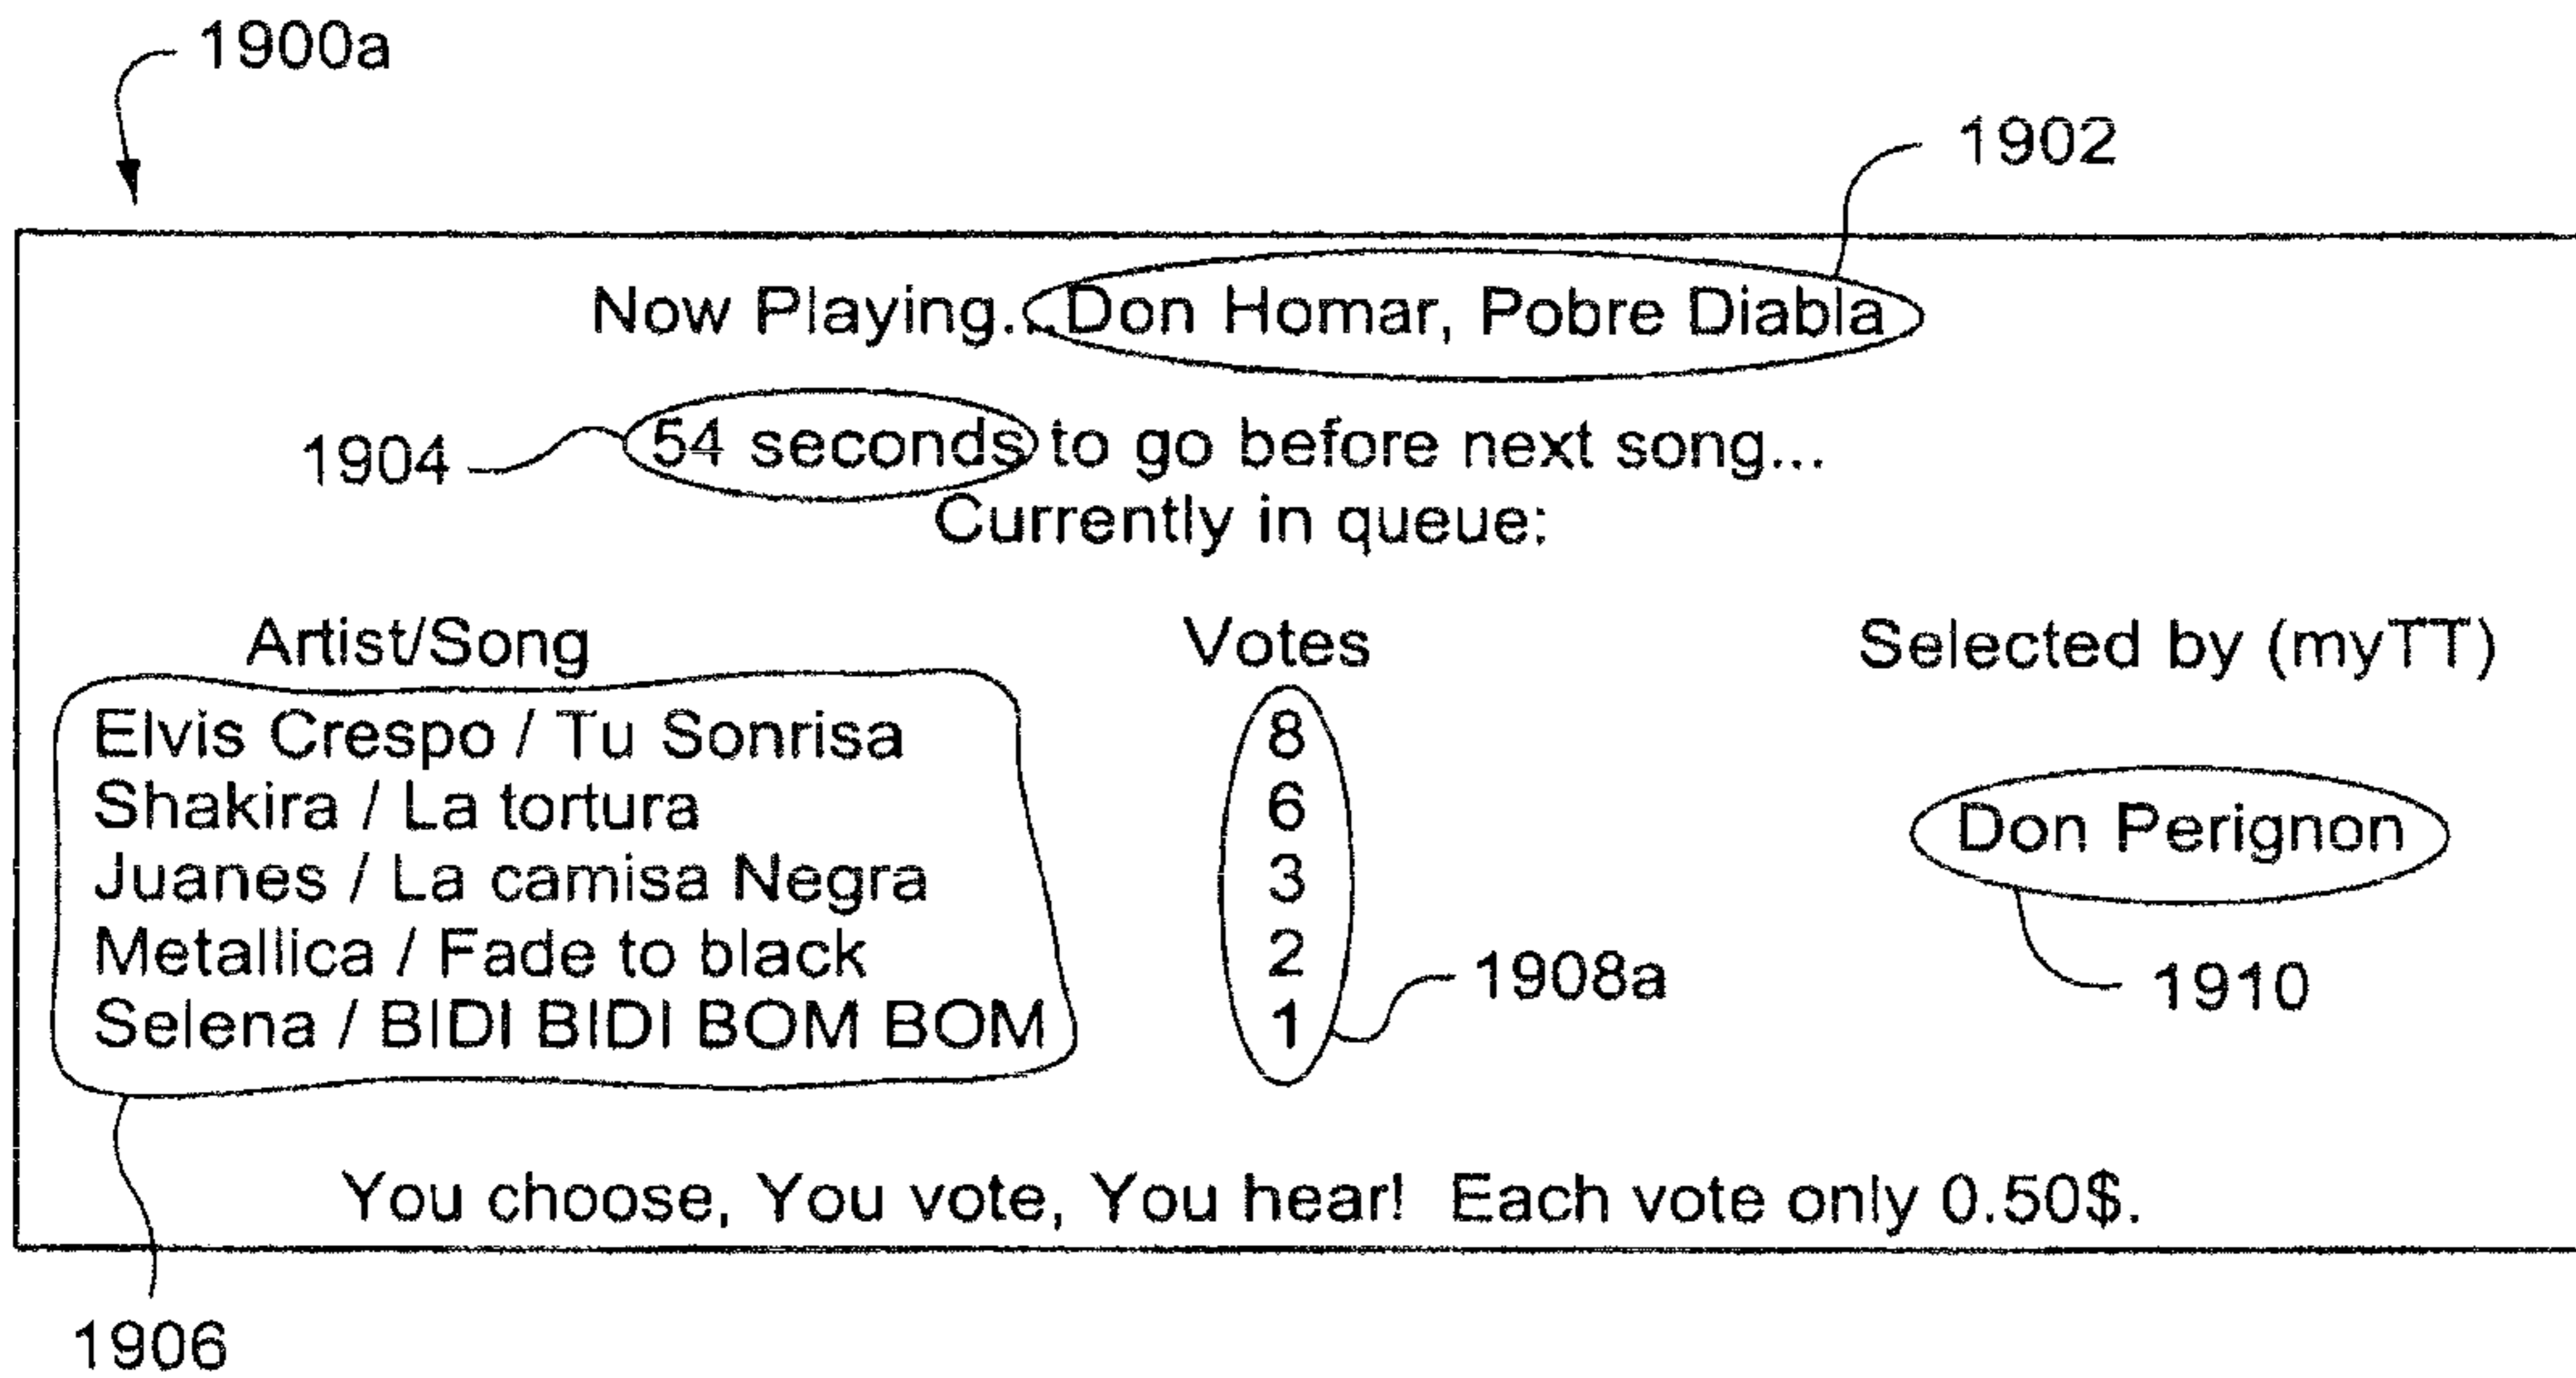 1900a
1902
Now Playing...Don Homar, Pobre Diabla
1904 54 seconds to go before next song...
Currently in queue:
Artist/Song Votes Selected by (myTT)
Elvis Crespo / Tu Sonrisa 8
Shakira / La tortura 6 Don Perignon
Juanes / La camisa Negra 3
Metallica / Fade to black 2 1908a 1910
Selena / BIDI BIDI BOM BOM 1
You choose, You vote, You hear! Each vote only 0.50$.
1906